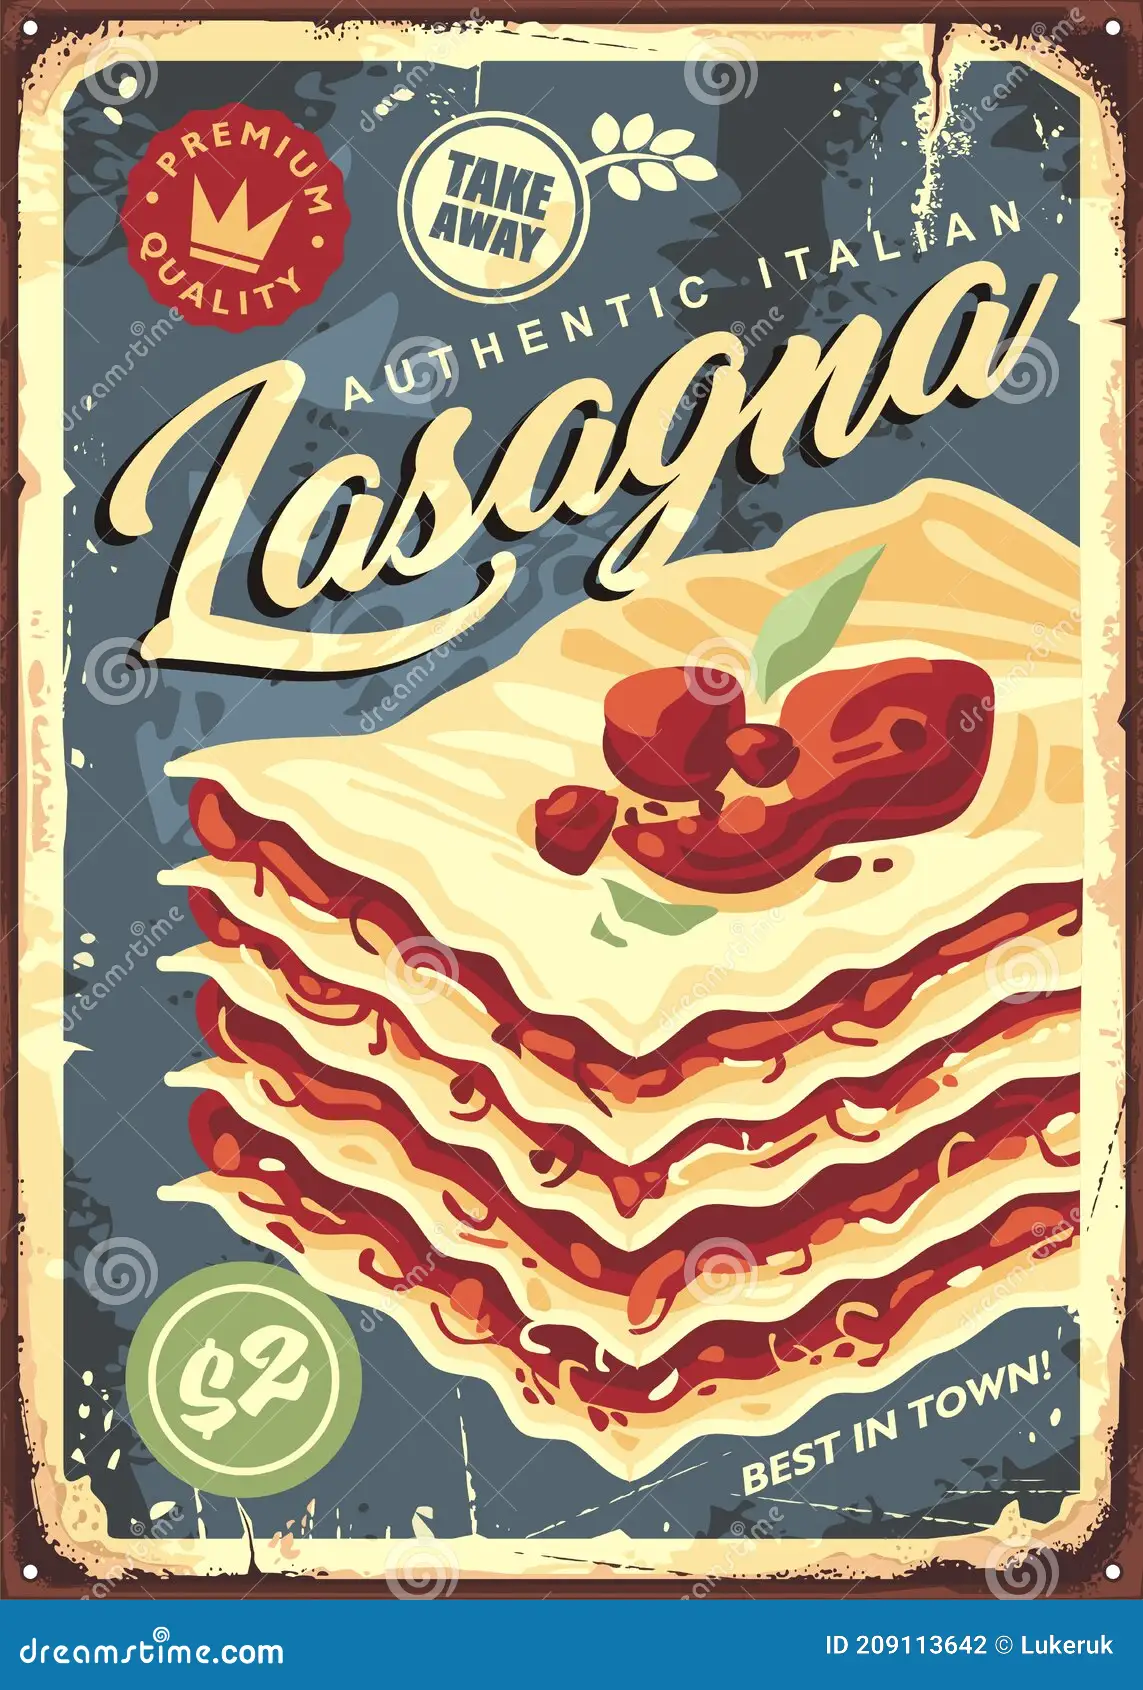 PREMIUM
QUALITY
TAKE
AWAY
AUTHENTIC ITALIAN
Lasagna
$2
BEST IN TOWN!
dreamstime.com
ID 209113642 © Lukeruk